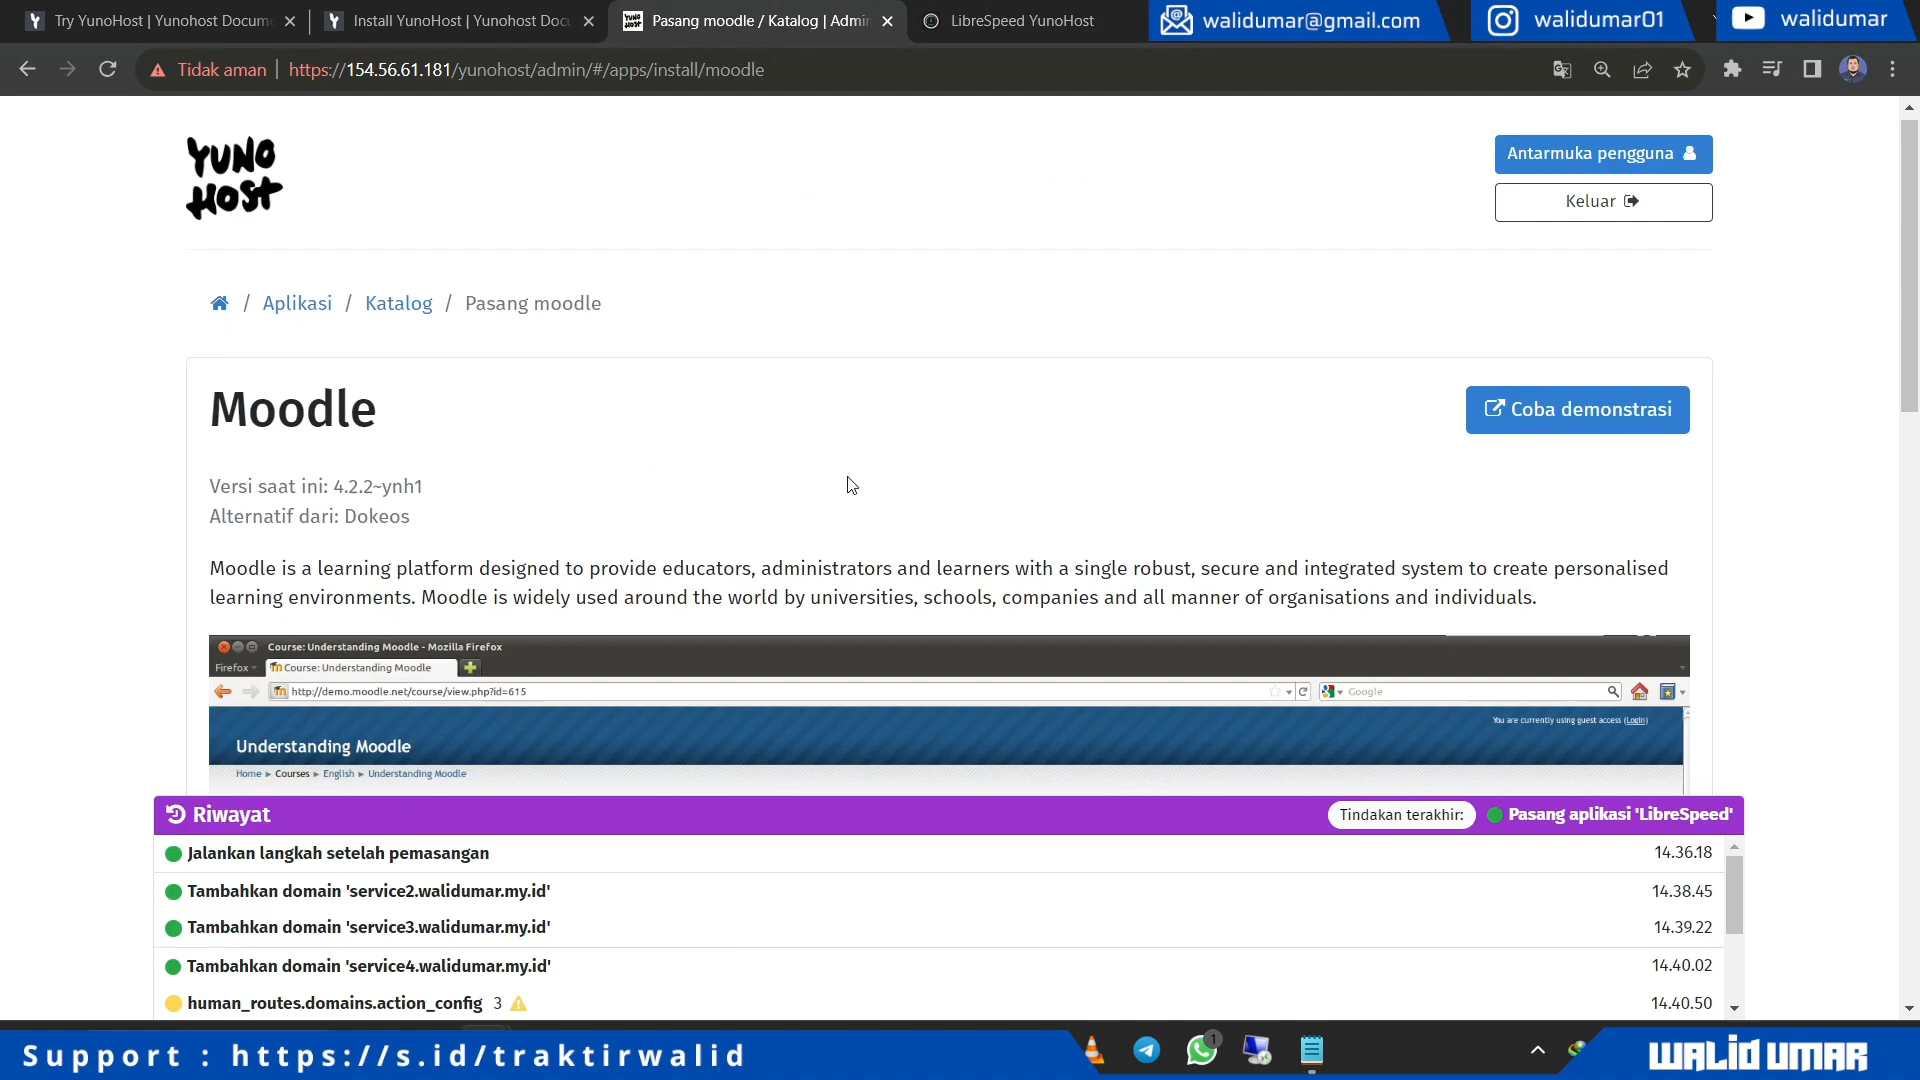 Try YunoHost | Yunohost Docume
Install YunoHost | Yunohost Docu
Pasang moodle / Katalog | Admin
LibreSpeed YunoHost
walidumar@gmail.com
walidumar01
walidumar
Tidak aman
https://154.56.61.181/yunohost/admin/#/apps/install/moodle
YUNO
HOST
Antarmuka pengguna
Keluar
/ Aplikasi / Katalog / Pasang moodle
Moodle
Coba demonstrasi
Versi saat ini: 4.2.2~ynh1
Alternatif dari: Dokeos
Moodle is a learning platform designed to provide educators, administrators and learners with a single robust, secure and integrated system to create personalised
learning environments. Moodle is widely used around the world by universities, schools, companies and all manner of organisations and individuals.
Course: Understanding Moodle - Mozilla Firefox
Firefox
Course: Understanding Moodle
http://demo.moodle.net/course/view.php?id=615
Google
You are currently using guest access (Login)
Understanding Moodle
Home ► Courses ► English ► Understanding Moodle
Riwayat
Tindakan terakhir:
Pasang aplikasi 'LibreSpeed'
Jalankan langkah setelah pemasangan 14.36.18
Tambahkan domain 'service2.walidumar.my.id' 14.38.45
Tambahkan domain 'service3.walidumar.my.id' 14.39.22
Tambahkan domain 'service4.walidumar.my.id' 14.40.02
human_routes.domains.action_config 3 14.40.50
Support : https://s.id/traktirwalid
1
WALID UMAR